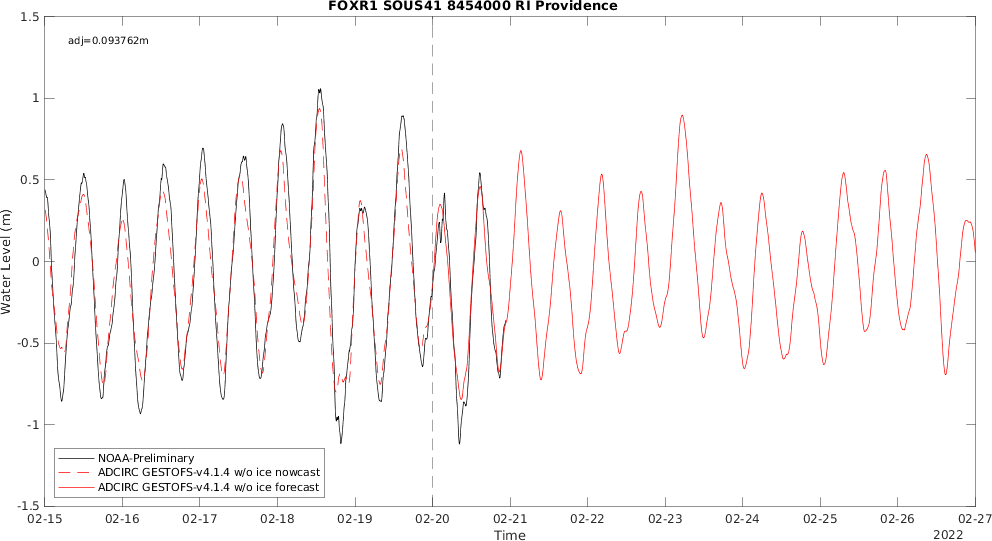 FOXR1 SOUS41 8454000 RI Providence
adj=0.093762m
1.5
1
0.5
0
-0.5
-1
-1.5
Water Level (m)
NOAA-Preliminary
ADCIRC GESTOFS-v4.1.4 w/o ice nowcast
ADCIRC GESTOFS-v4.1.4 w/o ice forecast
02-15 02-16 02-17 02-18 02-19 02-20 02-21 02-22 02-23 02-24 02-25 02-26 02-27
Time
2022